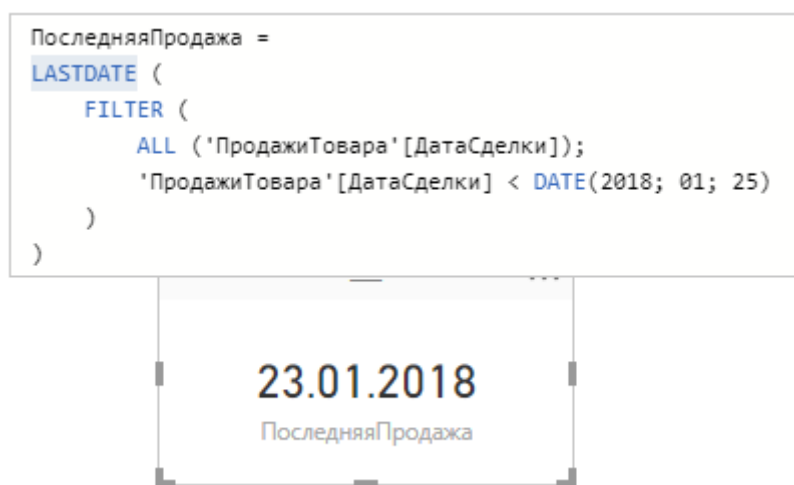 ПоследняяПродажа =
LASTDATE (
FILTER (
ALL ('ПродажиТовара'[ДатаСделки]);
'ПродажиТовара'[ДатаСделки] < DATE(2018; 01; 25)
)
)
23.01.2018
ПоследняяПродажа